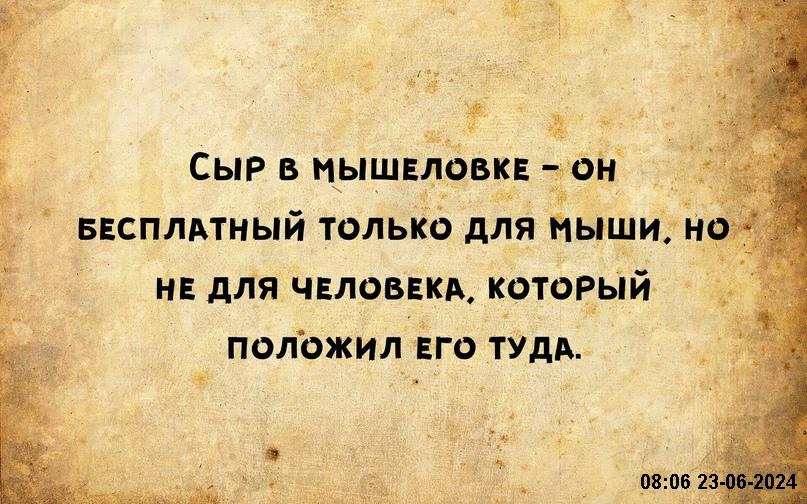 Сыр в мышеловке – он
бесплатный только для мыши, но
не для человека, который
положил его туда.
08:06 23-06-2024